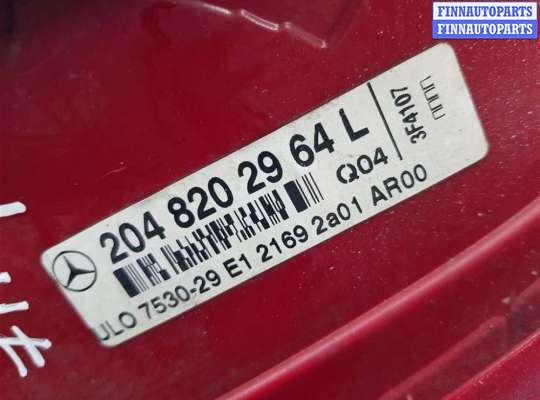 FINNAUTOPARTS
FINNAUTOPARTS
204 820 29 64 L
Q04
3F4107
ULO 7530-29 E1 2169 2a01 AR00